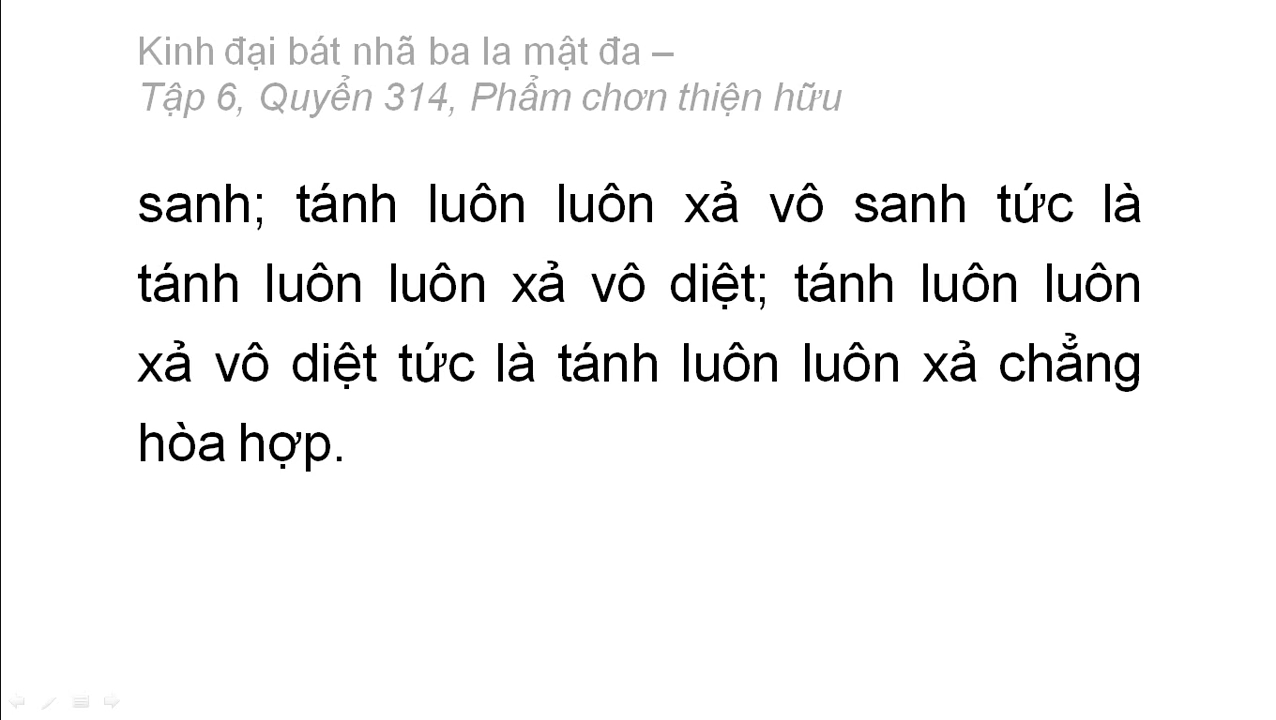 Kinh đại bát nhã ba la mật đa –
Tập 6, Quyển 314, Phẩm chơn thiện hữu
sanh; tánh luôn luôn xả vô sanh tức là
tánh luôn luôn xả vô diệt; tánh luôn luôn
xả vô diệt tức là tánh luôn luôn xả chẳng
hòa hợp.